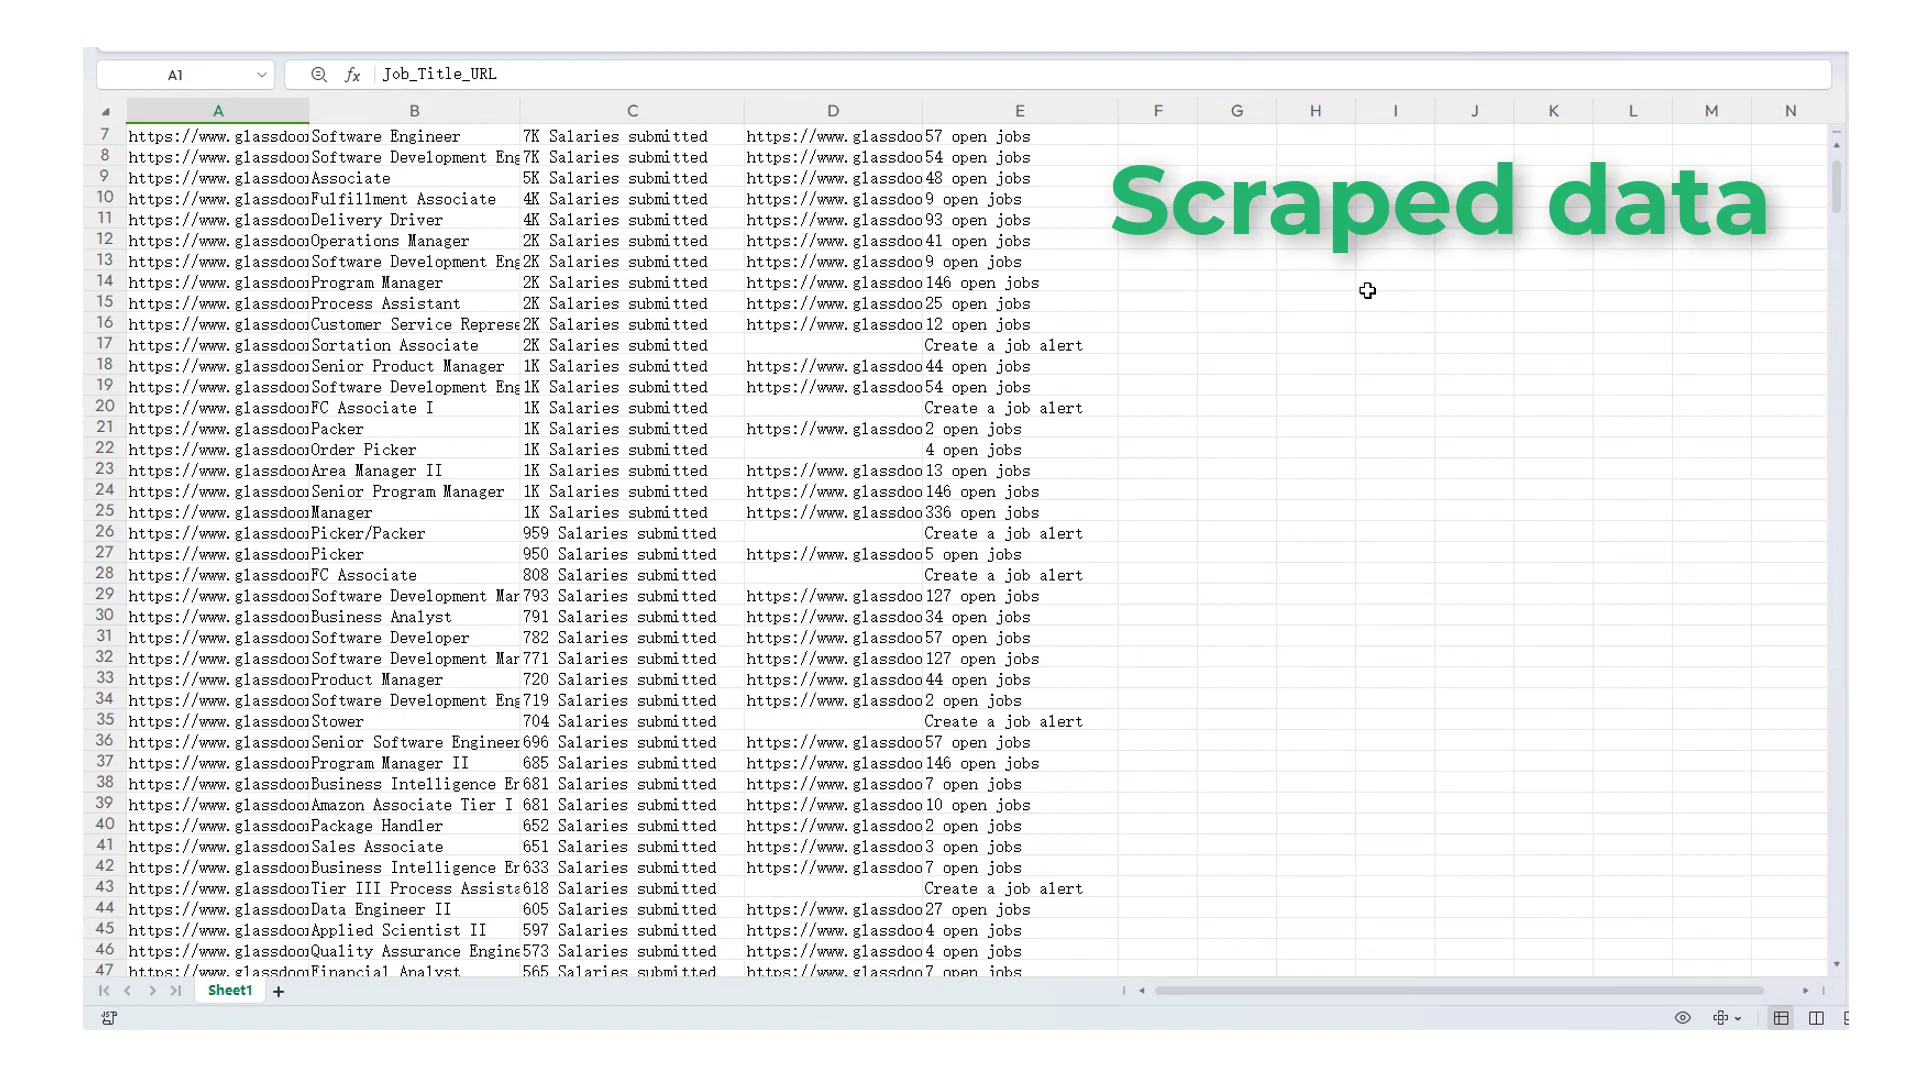 A1 fx Job_Title_URL
A B C D E F G H I J K L M N
7 https://www.glassdoo Software Engineer 7K Salaries submitted https://www.glassdoo 57 open jobs
8 https://www.glassdoo Software Development Eng 7K Salaries submitted https://www.glassdoo 54 open jobs
9 https://www.glassdoo Associate 5K Salaries submitted https://www.glassdoo 48 open jobs
Scraped data
10 https://www.glassdoo Fulfillment Associate 4K Salaries submitted https://www.glassdoo 9 open jobs
11 https://www.glassdoo Delivery Driver 4K Salaries submitted https://www.glassdoo 93 open jobs
12 https://www.glassdoo Operations Manager 2K Salaries submitted https://www.glassdoo 41 open jobs
13 https://www.glassdoo Software Development Eng 2K Salaries submitted https://www.glassdoo 9 open jobs
14 https://www.glassdoo Program Manager 2K Salaries submitted https://www.glassdoo 146 open jobs
15 https://www.glassdoo Process Assistant 2K Salaries submitted https://www.glassdoo 25 open jobs
16 https://www.glassdoo Customer Service Represe 2K Salaries submitted https://www.glassdoo 12 open jobs
17 https://www.glassdoo Sortation Associate 2K Salaries submitted Create a job alert
18 https://www.glassdoo Senior Product Manager 1K Salaries submitted https://www.glassdoo 44 open jobs
19 https://www.glassdoo Software Development Eng 1K Salaries submitted https://www.glassdoo 54 open jobs
20 https://www.glassdoo FC Associate I 1K Salaries submitted Create a job alert
21 https://www.glassdoo Packer 1K Salaries submitted https://www.glassdoo 2 open jobs
22 https://www.glassdoo Order Picker 1K Salaries submitted 4 open jobs
23 https://www.glassdoo Area Manager II 1K Salaries submitted https://www.glassdoo 13 open jobs
24 https://www.glassdoo Senior Program Manager 1K Salaries submitted https://www.glassdoo 146 open jobs
25 https://www.glassdoo Manager 1K Salaries submitted https://www.glassdoo 336 open jobs
26 https://www.glassdoo Picker/Packer 959 Salaries submitted Create a job alert
27 https://www.glassdoo Picker 950 Salaries submitted https://www.glassdoo 5 open jobs
28 https://www.glassdoo FC Associate 808 Salaries submitted Create a job alert
29 https://www.glassdoo Software Development Mar 793 Salaries submitted https://www.glassdoo 127 open jobs
30 https://www.glassdoo Business Analyst 791 Salaries submitted https://www.glassdoo 34 open jobs
31 https://www.glassdoo Software Developer 782 Salaries submitted https://www.glassdoo 57 open jobs
32 https://www.glassdoo Software Development Mar 771 Salaries submitted https://www.glassdoo 127 open jobs
33 https://www.glassdoo Product Manager 720 Salaries submitted https://www.glassdoo 44 open jobs
34 https://www.glassdoo Software Development Eng 719 Salaries submitted https://www.glassdoo 2 open jobs
35 https://www.glassdoo Stower 704 Salaries submitted Create a job alert
36 https://www.glassdoo Senior Software Engineer 696 Salaries submitted https://www.glassdoo 57 open jobs
37 https://www.glassdoo Program Manager II 685 Salaries submitted https://www.glassdoo 146 open jobs
38 https://www.glassdoo Business Intelligence Er 681 Salaries submitted https://www.glassdoo 7 open jobs
39 https://www.glassdoo Amazon Associate Tier I 681 Salaries submitted https://www.glassdoo 10 open jobs
40 https://www.glassdoo Package Handler 652 Salaries submitted https://www.glassdoo 2 open jobs
41 https://www.glassdoo Sales Associate 651 Salaries submitted https://www.glassdoo 3 open jobs
42 https://www.glassdoo Business Intelligence Er 633 Salaries submitted https://www.glassdoo 7 open jobs
43 https://www.glassdoo Tier III Process Assista 618 Salaries submitted Create a job alert
44 https://www.glassdoo Data Engineer II 605 Salaries submitted https://www.glassdoo 27 open jobs
45 https://www.glassdoo Applied Scientist II 597 Salaries submitted https://www.glassdoo 4 open jobs
46 https://www.glassdoo Quality Assurance Engine 573 Salaries submitted https://www.glassdoo 4 open jobs
47 https://www.glassdoo Financial Analyst 565 Salaries submitted https://www.glassdoo 7 open jobs
Sheet1